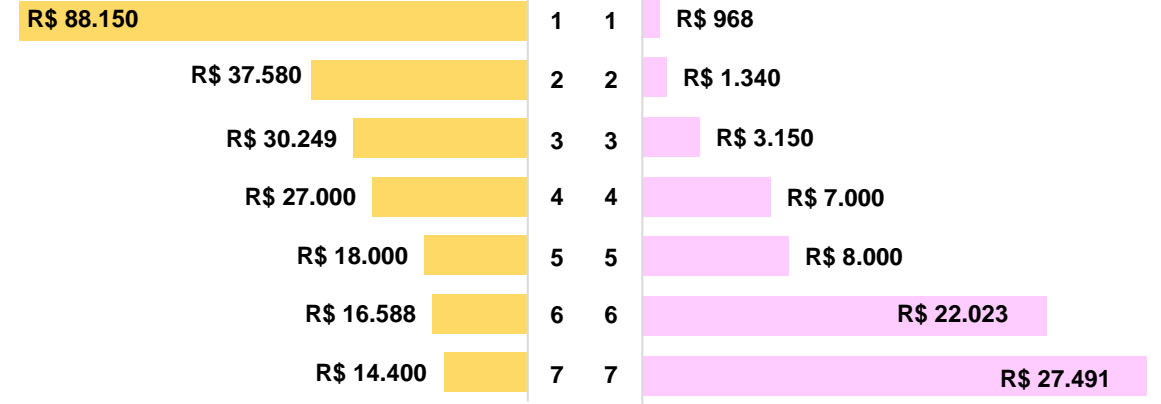 R$ 88.150 1 1 R$ 968
R$ 37.580 2 2 R$ 1.340
R$ 30.249 3 3 R$ 3.150
R$ 27.000 4 4 R$ 7.000
R$ 18.000 5 5 R$ 8.000
R$ 16.588 6 6 R$ 22.023
R$ 14.400 7 7 R$ 27.491